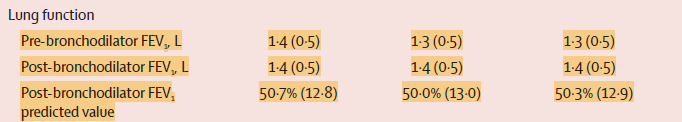 Lung function
Pre-bronchodilator FEV₁, L 1·4 (0·5) 1·3 (0·5) 1·3 (0·5)
Post-bronchodilator FEV₁, L 1·4 (0·5) 1·4 (0·5) 1·4 (0·5)
Post-bronchodilator FEV₁ 50·7% (12·8) 50·0% (13·0) 50·3% (12·9)
predicted value